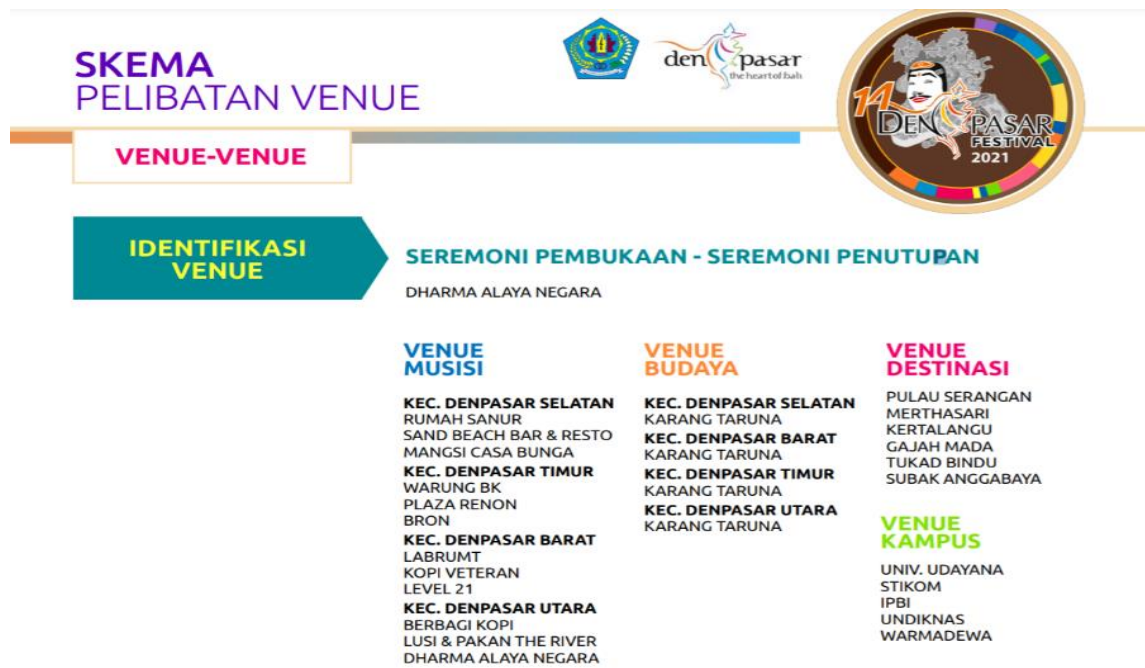 SKEMA
PELIBATAN VENUE
denpasar
the heart of bali
14
DENPASAR
FESTIVAL
2021
VENUE-VENUE
IDENTIFIKASI
VENUE
SEREMONI PEMBUKAAN - SEREMONI PENUTUPAN
DHARMA ALAYA NEGARA
VENUE
MUSISI
KEC. DENPASAR SELATAN
RUMAH SANUR
SAND BEACH BAR & RESTO
MANGSI CASA BUNGA
KEC. DENPASAR TIMUR
WARUNG BK
PLAZA RENON
BRON
KEC. DENPASAR BARAT
LABRUMT
KOPI VETERAN
LEVEL 21
KEC. DENPASAR UTARA
BERBAGI KOPI
LUSI & PAKAN THE RIVER
DHARMA ALAYA NEGARA
VENUE
BUDAYA
KEC. DENPASAR SELATAN
KARANG TARUNA
KEC. DENPASAR BARAT
KARANG TARUNA
KEC. DENPASAR TIMUR
KARANG TARUNA
KEC. DENPASAR UTARA
KARANG TARUNA
VENUE
DESTINASI
PULAU SERANGAN
MERTHASARI
KERTALANGU
GAJAH MADA
TUKAD BINDU
SUBAK ANGGABAYA
VENUE
KAMPUS
UNIV. UDAYANA
STIKOM
IPBI
UNDIKNAS
WARMADEWA